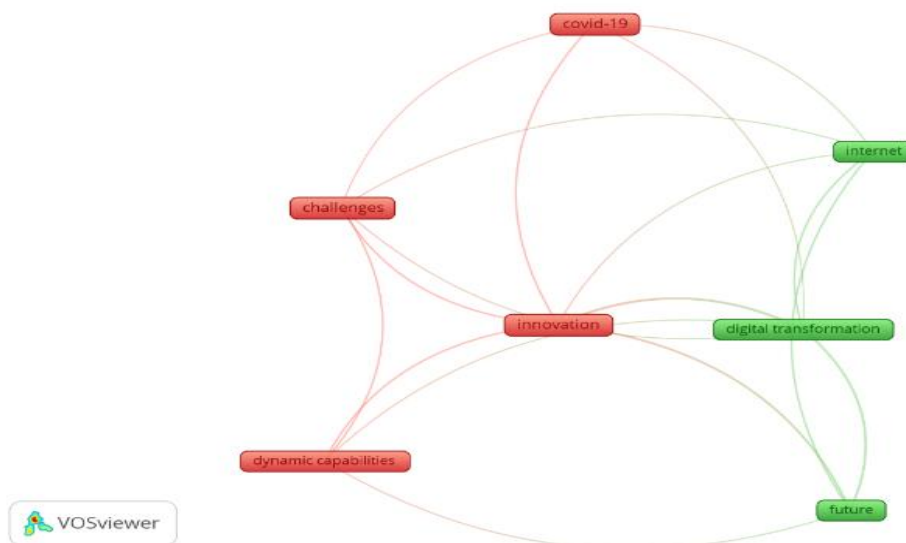 covid-19
internet
challenges
innovation
digital transformation
dynamic capabilities
future
VOSviewer